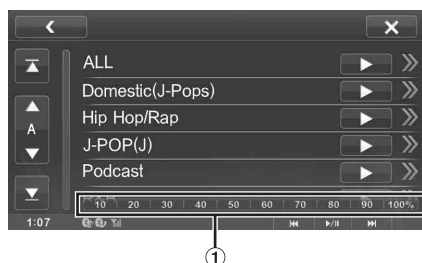 ALL
Domestic(J-Pops)
Hip Hop/Rap
A
J-POP(J)
Podcast
10 20 30 40 50 60 70 80 90 100%
1:07
1